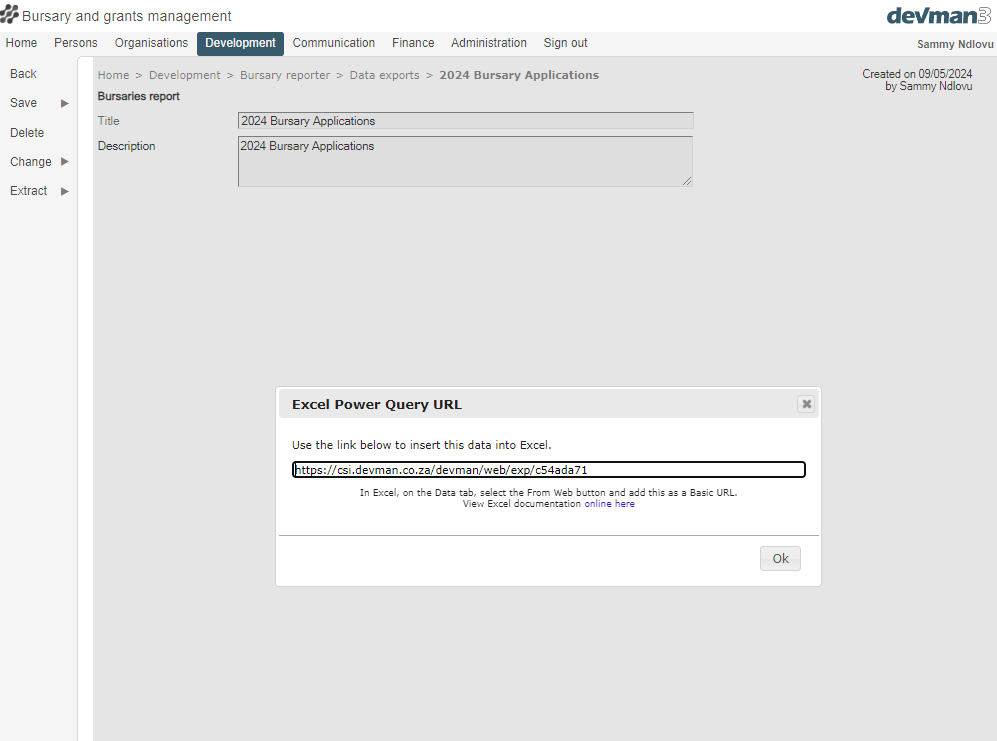 Bursary and grants management
devman3
Home Persons Organisations Development Communication Finance Administration Sign out
Sammy Ndlovu
Back
Save
Delete
Change
Extract
Home > Development > Bursary reporter > Data exports > 2024 Bursary Applications
Created on 09/05/2024
by Sammy Ndlovu
Bursaries report
Title 2024 Bursary Applications
Description 2024 Bursary Applications
Excel Power Query URL
Use the link below to insert this data into Excel.
https://csi.devman.co.za/devman/web/exp/c54ada71
In Excel, on the Data tab, select the From Web button and add this as a Basic URL.
View Excel documentation online here
Ok